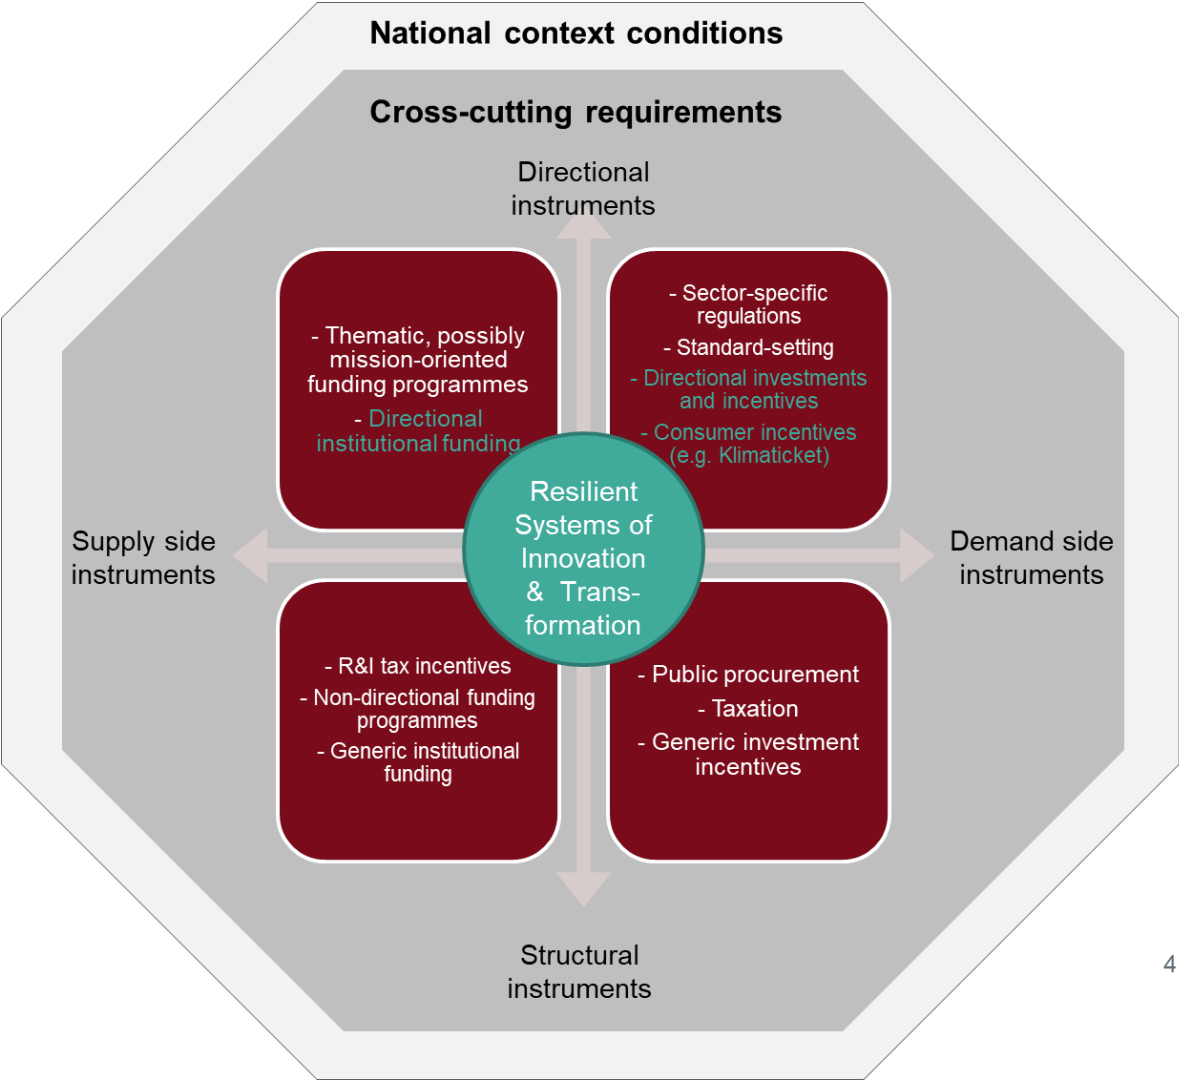 National context conditions
Cross-cutting requirements
Directional
instruments
- Thematic, possibly
mission-oriented
funding programmes
- Directional
institutional funding
- Sector-specific
regulations
- Standard-setting
- Directional investments
and incentives
- Consumer incentives
(e.g. Klimaticket)
Supply side
instruments
Resilient
Systems of
Innovation
& Trans-
formation
Demand side
instruments
- R&I tax incentives
- Non-directional funding
programmes
- Generic institutional
funding
- Public procurement
- Taxation
- Generic investment
incentives
Structural
instruments
4